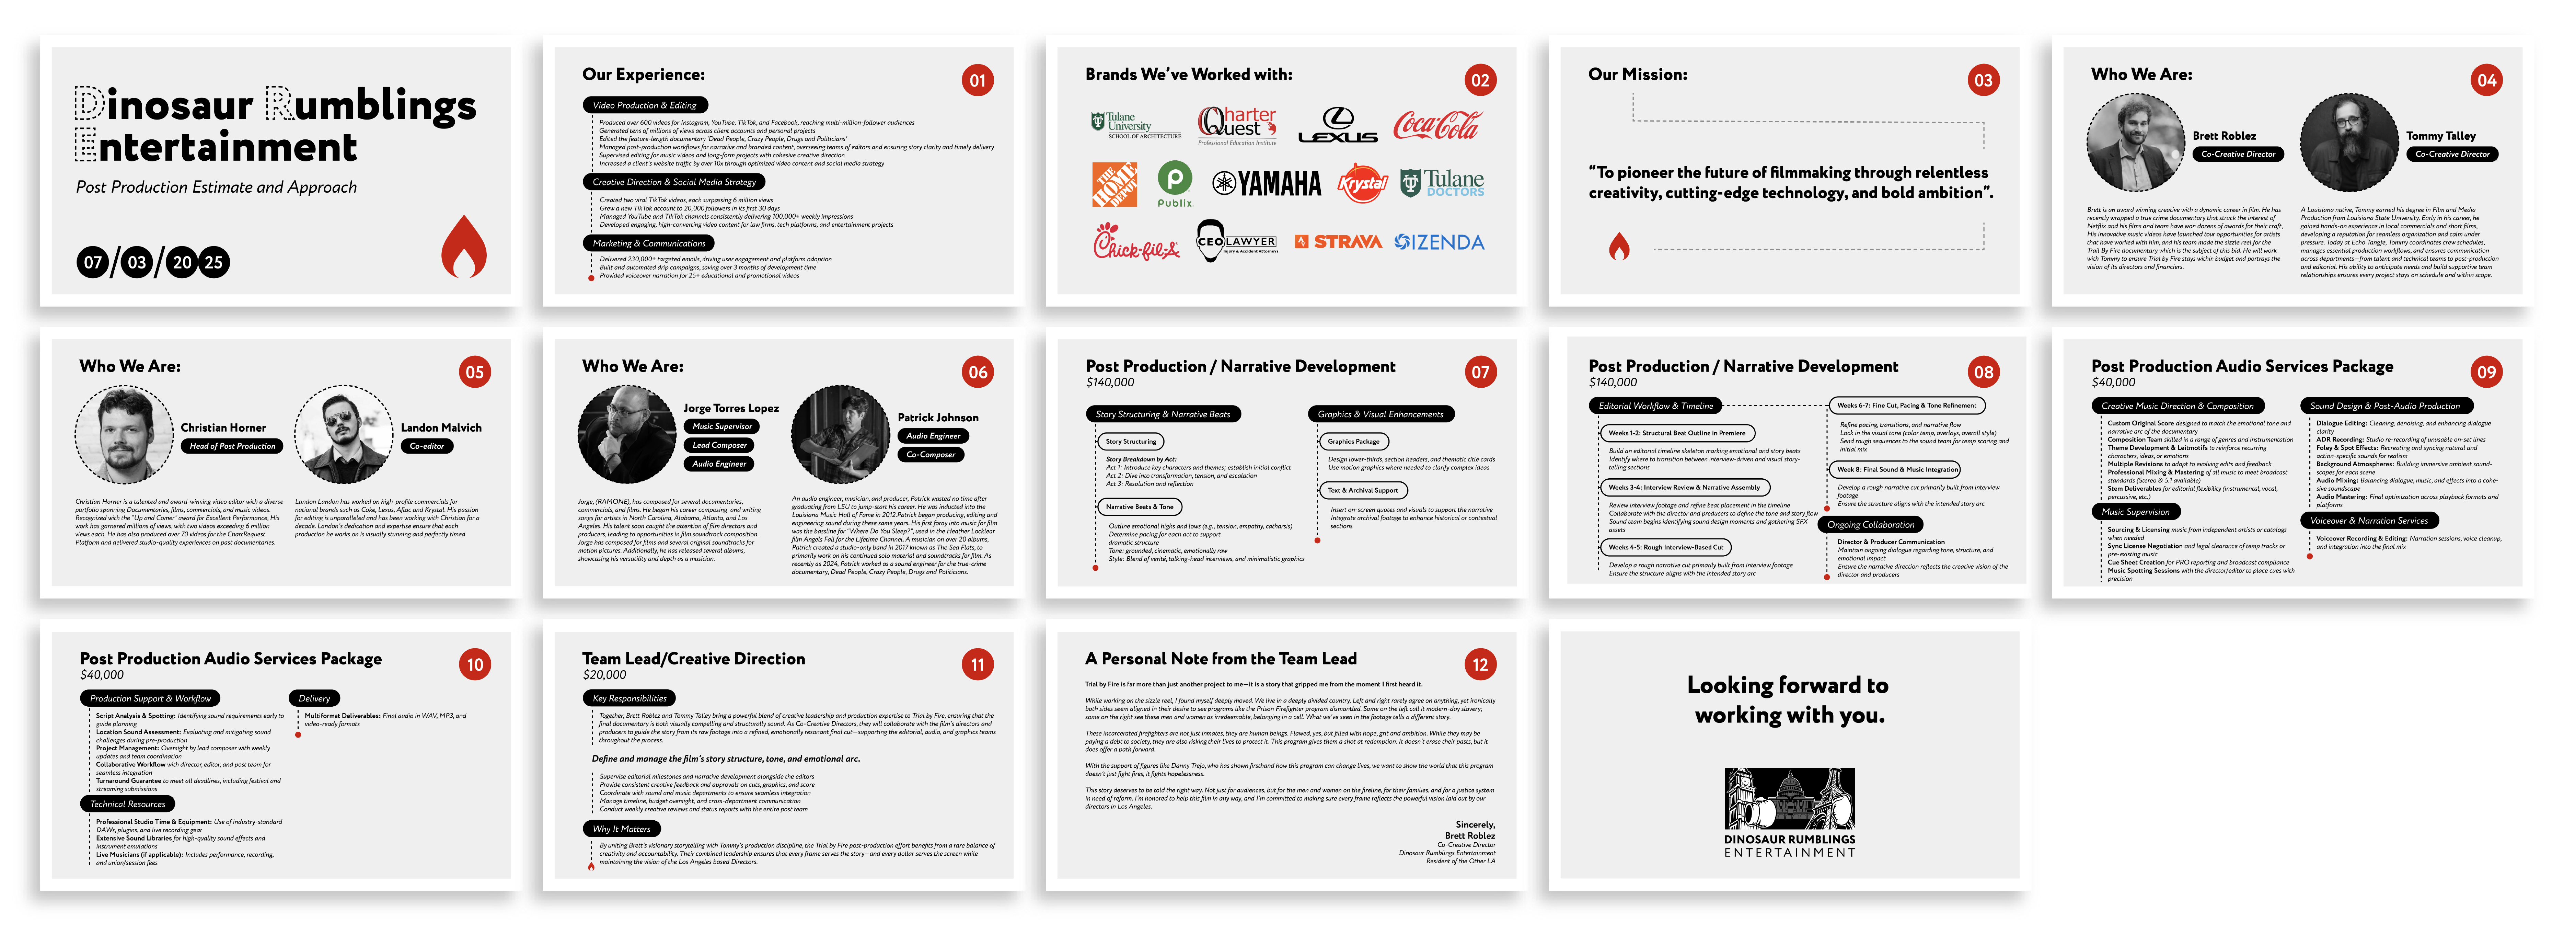 Dinosaur Rumblings
Entertainment
Post Production Estimate and Approach
07/03/2025
Our Experience:
01
Video Production & Editing
Produced over 600 videos for Instagram, YouTube, TikTok, and Facebook, reaching multi-million-follower audiences
Generated tens of millions of views across client accounts and personal projects
Edited the feature-length documentary 'Dead People, Crazy People, Drugs and Politicians'
Managed post-production workflows for narrative and branded content, overseeing teams of editors and ensuring story clarity and timely delivery
Supervised editing for music videos and long-form projects with cohesive creative direction
Increased a client's website traffic by over 10x through optimized video content and social media strategy
Creative Direction & Social Media Strategy
Created two viral TikTok videos, each surpassing 6 million views
Grew a new TikTok account to 20,000 followers in its first 30 days
Managed YouTube and TikTok channels consistently delivering 100,000+ weekly impressions
Developed engaging, high-converting video content for law firms, tech platforms, and entertainment projects
Marketing & Communications
Delivered 230,000+ targeted emails, driving user engagement and platform adoption
Built and automated drip campaigns, saving over 3 months of development time
Provided voiceover narration for 25+ educational and promotional videos
Brands We've Worked with:
02
Tulane
University
SCHOOL OF ARCHITECTURE
Charter
Quest
Professional Education Institute
LEXUS
Coca-Cola
THE
HOME
DEPOT
Publix
YAMAHA
Krystal
Tulane
DOCTORS
Chick-fil-A
CEO LAWYER
Injury & Accident Attorneys
STRAVA
IZENDA
Our Mission:
03
“To pioneer the future of filmmaking through relentless
creativity, cutting-edge technology, and bold ambition”.
Who We Are:
04
Brett Roblez
Co-Creative Director
Brett is an award winning creative with a dynamic career in film. He has
recently wrapped a true crime documentary that struck the interest of
Netflix and his films and team have won dozens of awards for their craft,
His innovative music videos have launched tour opportunities for artists
that have worked with him, and his team made the sizzle reel for the
Trail By Fire documentary which is the subject of this bid. He will work
with Tommy to ensure Trial by Fire stays within budget and portrays the
vision of its directors and financiers.
Tommy Talley
Co-Creative Director
A Louisiana native, Tommy earned his degree in Film and Media
Production from Louisiana State University. Early in his career, he
gained hands-on experience in local commercials and short films,
developing a reputation for seamless organization and calm under
pressure. Today at Echo Tangle, Tommy coordinates crew schedules,
manages essential production workflows, and ensures communication
across departments—from talent and technical teams to post-production
and editorial. His ability to anticipate needs and build supportive team
relationships ensures every project stays on schedule and within scope.
Who We Are:
05
Christian Horner
Head of Post Production
Christian Horner is a talented and award-winning video editor with a diverse
portfolio spanning Documentaries, films, commercials, and music videos.
Recognized with the "Up and Comer" award for Excellent Performance, His
work has garnered millions of views, with two videos exceeding 6 million
views each. He has also produced over 70 videos for the ChartRequest
Platform and delivered studio-quality experiences on past documentaries.
Landon Malvich
Co-editor
Landon Landon has worked on high-profile commercials for
national brands such as Coke, Lexus, Aflac and Krystal. His passion
for editing is unparalleled and has been working with Christian for a
decade. Landon's dedication and expertise ensure that each
production he works on is visually stunning and perfectly timed.
Who We Are:
06
Jorge Torres Lopez
Music Supervisor
Lead Composer
Audio Engineer
Jorge, (RAMONE), has composed for several documentaries,
commercials, and films. He began his career composing and writing
songs for artists in North Carolina, Alabama, Atlanta, and Los
Angeles. His talent soon caught the attention of film directors and
producers, leading to opportunities in film soundtrack composition.
Jorge has composed for films and several original soundtracks for
motion pictures. Additionally, he has released several albums,
showcasing his versatility and depth as a musician.
Patrick Johnson
Audio Engineer
Co-Composer
An audio engineer, musician, and producer, Patrick wasted no time after
graduating from LSU to jump-start his career. He was inducted into the
Louisiana Music Hall of Fame in 2012.Patrick began producing, editing and
engineering sound during these same years. His first foray into music for film
was the bassline for "Where Do You Sleep?", used in the Heather Locklear
film Angels Fall for the Lifetime Channel. A musician on over 20 albums,
Patrick created a studio-only band in 2017 known as The Sea Flats, to
primarily work on his continued solo material and soundtracks for film. As
recently as 2024, Patrick worked as a sound engineer for the true-crime
documentary, Dead People, Crazy People, Drugs and Politicians.
Post Production / Narrative Development
$140,000
07
Story Structuring & Narrative Beats
Story Structuring
Story Breakdown by Act:
Act 1: Introduce key characters and themes; establish initial conflict
Act 2: Dive into transformation, tension, and escalation
Act 3: Resolution and reflection
Narrative Beats & Tone
Outline emotional highs and lows (e.g., tension, empathy, catharsis)
Determine pacing for each act to support
dramatic structure
Tone: grounded, cinematic, emotionally raw
Style: Blend of verité, talking-head interviews, and minimalistic graphics
Graphics & Visual Enhancements
Graphics Package
Design lower-thirds, section headers, and thematic title cards
Use motion graphics where needed to clarify complex ideas
Text & Archival Support
Insert on-screen quotes and visuals to support the narrative
Integrate archival footage to enhance historical or contextual
sections
Post Production / Narrative Development
$140,000
08
Editorial Workflow & Timeline
Weeks 1-2: Structural Beat Outline in Premiere
Build an editorial timeline skeleton marking emotional and story beats
Identify where to transition between interview-driven and visual story-
telling sections
Weeks 3-4: Interview Review & Narrative Assembly
Review interview footage and refine beat placement in the timeline
Collaborate with the director and producers to define the tone and story flow
Sound team begins identifying sound design moments and gathering SFX
assets
Weeks 4-5: Rough Interview-Based Cut
Develop a rough narrative cut primarily built from interview footage
Ensure the structure aligns with the intended story arc
Weeks 6-7: Fine Cut, Pacing & Tone Refinement
Refine pacing, transitions, and narrative flow
Lock in the visual tone (color temp, overlays, overall style)
Send rough sequences to the sound team for temp scoring and
initial mix
Week 8: Final Sound & Music Integration
Develop a rough narrative cut primarily built from interview
footage
Ensure the structure aligns with the intended story arc
Ongoing Collaboration
Director & Producer Communication
Maintain ongoing dialogue regarding tone, structure, and
emotional impact
Ensure the narrative direction reflects the creative vision of the
director and producers
Post Production Audio Services Package
$40,000
09
Creative Music Direction & Composition
Custom Original Score designed to match the emotional tone and
narrative arc of the documentary
Composition Team skilled in a range of genres and instrumentation
Theme Development & Leitmotifs to reinforce recurring
characters, ideas, or emotions
Multiple Revisions to adapt to evolving edits and feedback
Professional Mixing & Mastering of all music to meet broadcast
standards (Stereo & 5.1 available)
Stem Deliverables for editorial flexibility (instrumental, vocal,
percussive, etc.)
Music Supervision
Sourcing & Licensing music from independent artists or catalogs
when needed
Sync License Negotiation and legal clearance of temp tracks or
pre-existing music
Cue Sheet Creation for PRO reporting and broadcast compliance
Music Spotting Sessions with the director/editor to place cues with
precision
Sound Design & Post-Audio Production
Dialogue Editing: Cleaning, denoising, and enhancing dialogue
clarity
ADR Recording: Studio re-recording of unusable on-set lines
Foley & Spot Effects: Recreating and syncing natural and
action-specific sounds for realism
Background Atmospheres: Building immersive ambient sound-
scapes for each scene
Audio Mixing: Balancing dialogue, music, and effects into a cohe-
sive soundscape
Audio Mastering: Final optimization across playback formats and
platforms
Voiceover & Narration Services
Voiceover Recording & Editing: Narration sessions, voice cleanup,
and integration into the final mix
Post Production Audio Services Package
$40,000
10
Production Support & Workflow
Script Analysis & Spotting: Identifying sound requirements early to
guide planning
Location Sound Assessment: Evaluating and mitigating sound
challenges during pre-production
Project Management: Oversight by lead composer with weekly
updates and team coordination
Collaborative Workflow with director, editor, and post team for
seamless integration
Turnaround Guarantee to meet all deadlines, including festival and
streaming submissions
Technical Resources
Professional Studio Time & Equipment: Use of industry-standard
DAWs, plugins, and live recording gear
Extensive Sound Libraries for high-quality sound effects and
instrument emulations
Live Musicians (if applicable): Includes performance, recording,
and union/session fees
Delivery
Multiformat Deliverables: Final audio in WAV, MP3, and
video-ready formats
Team Lead/Creative Direction
$20,000
11
Key Responsibilities
Together, Brett Roblez and Tommy Talley bring a powerful blend of creative leadership and production expertise to Trial by Fire, ensuring that the
final documentary is both visually compelling and structurally sound. As Co-Creative Directors, they will collaborate with the film's directors and
producers to guide the story from its raw footage into a refined, emotionally resonant final cut—supporting the editorial, audio, and graphics teams
throughout the process.
Define and manage the film's story structure, tone, and emotional arc.
Supervise editorial milestones and narrative development alongside the editors
Provide consistent creative feedback and approvals on cuts, graphics, and score
Coordinate with sound and music departments to ensure seamless integration
Manage timeline, budget oversight, and cross-department communication
Conduct weekly creative reviews and status reports with the entire post team
Why It Matters
By uniting Brett's visionary storytelling with Tommy's production discipline, the Trial by Fire post-production effort benefits from a rare balance of
creativity and accountability. Their combined leadership ensures that every frame serves the story—and every dollar serves the screen while
maintaining the vision of the Los Angeles based Directors.
A Personal Note from the Team Lead
12
Trial by Fire is far more than just another project to me—it is a story that gripped me from the moment I first heard it.
While working on the sizzle reel, I found myself deeply moved. We live in a deeply divided country. Left and right rarely agree on anything, yet ironically
both sides seem aligned in their desire to see programs like the Prison Firefighter program dismantled. Some on the left call it modern-day slavery;
some on the right see these men and women as irredeemable, belonging in a cell. What we've seen in the footage tells a different story.
These incarcerated firefighters are not just inmates, they are human beings. Flawed, yes, but filled with hope, grit and ambition. While they may be
paying a debt to society, they are also risking their lives to protect it. This program gives them a shot at redemption. It doesn't erase their pasts, but it
does offer a path forward.
With the support of figures like Danny Trejo, who has shown firsthand how this program can change lives, we want to show the world that this program
doesn't just fight fires, it fights hopelessness.
This story deserves to be told the right way. Not just for audiences, but for the men and women on the fireline, for their families, and for a justice system
in need of reform. I'm honored to help this film in any way, and I'm committed to making sure every frame reflects the powerful vision laid out by our
directors in Los Angeles.
Sincerely,
Brett Roblez
Co-Creative Director
Dinosaur Rumblings Entertainment
Resident of the Other LA
Looking forward to
working with you.
DINOSAUR RUMBLINGS
ENTERTAINMENT